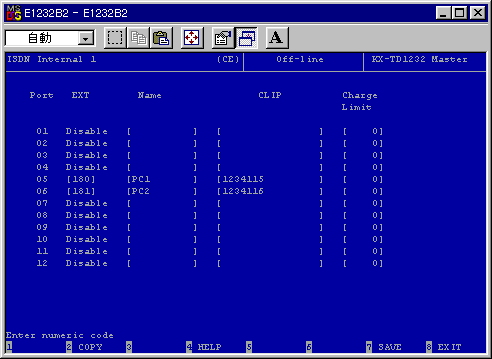 E1232B2 - E1232B2
自動
A
ISDN Internal 1 (CE) Off-line KX-TD1232 Master
Port EXT Name CLIP Charge
Limit
01 Disable [ ] [ ] [ 0]
02 Disable [ ] [ ] [ 0]
03 Disable [ ] [ ] [ 0]
04 Disable [ ] [ ] [ 0]
05 [180] [PC1 ] [1234115 ] [ 0]
06 [181] [PC2 ] [1234116 ] [ 0]
07 Disable [ ] [ ] [ 0]
08 Disable [ ] [ ] [ 0]
09 Disable [ ] [ ] [ 0]
10 Disable [ ] [ ] [ 0]
11 Disable [ ] [ ] [ 0]
12 Disable [ ] [ ] [ 0]
Enter numeric code
1 2 COPY 3 4 HELP 5 6 7 SAVE 8 EXIT